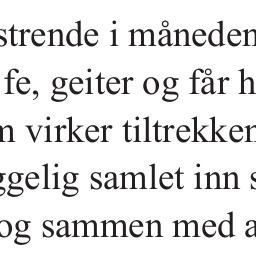 strende i måneden
fe, geiter og får h
m virker tiltrekken
ggelig samlet inn s
og sammen med a